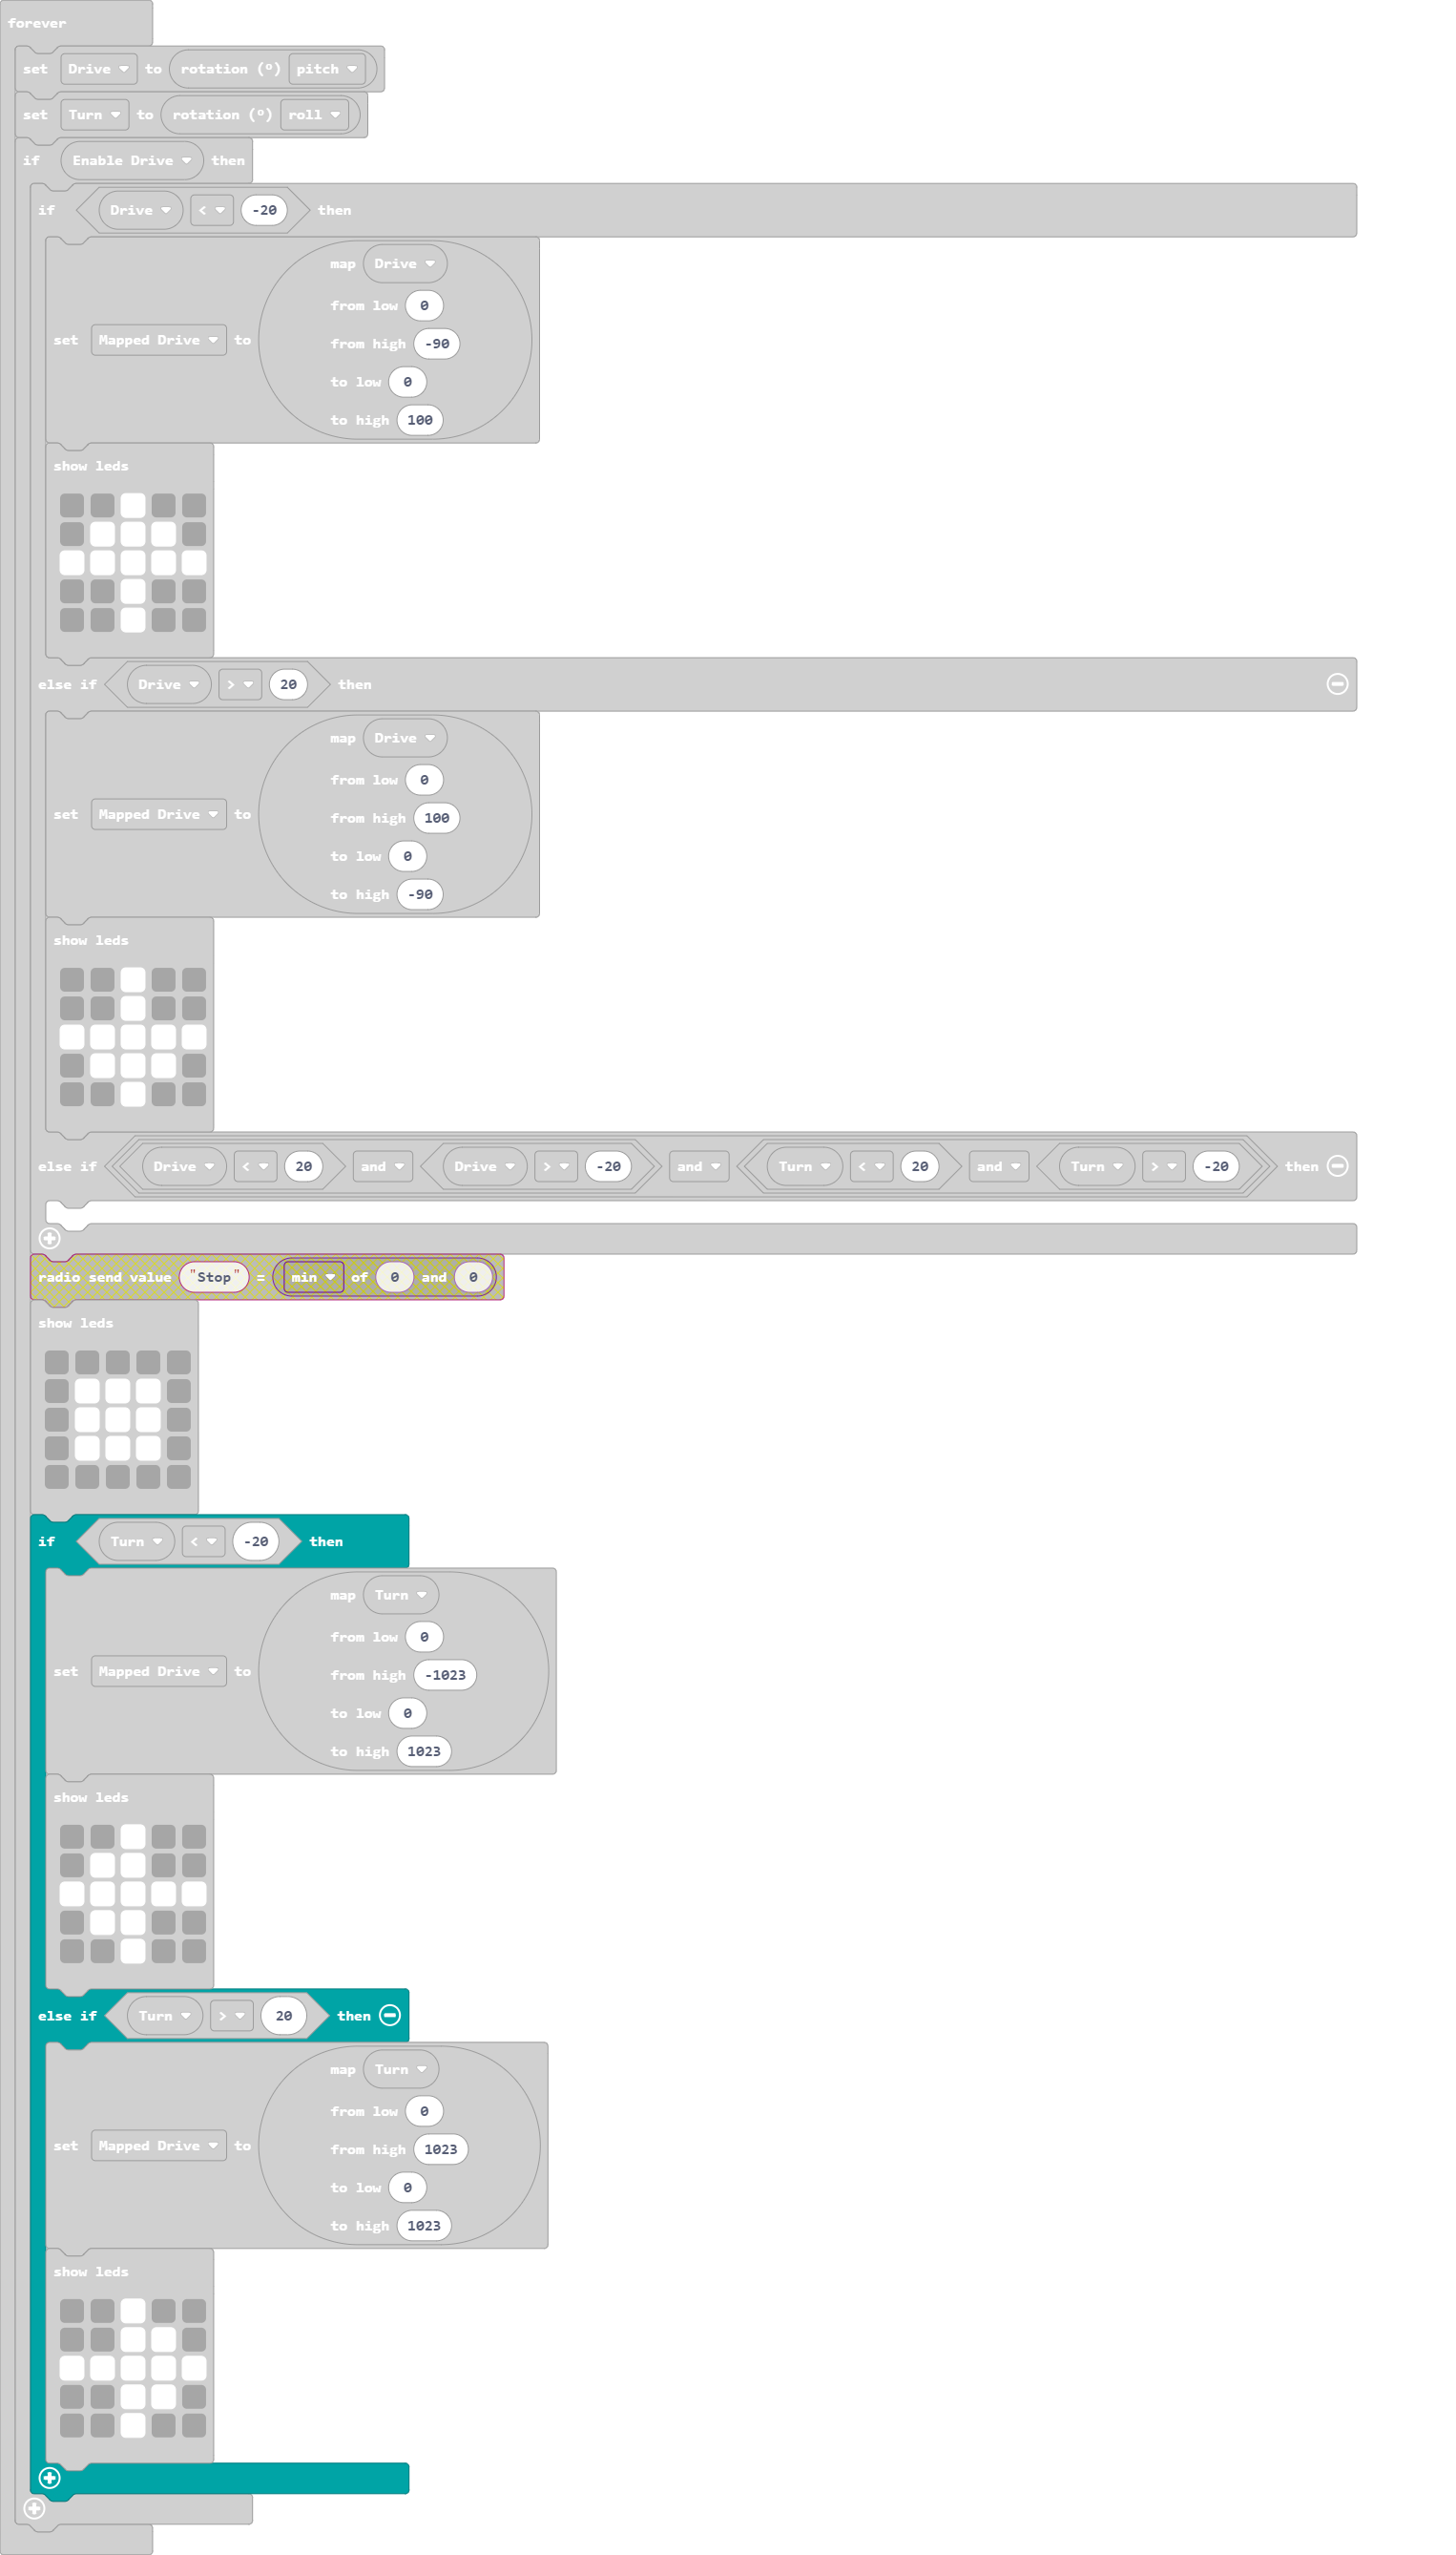 forever
set Drive to rotation (º) pitch
set Turn to rotation (º) roll
if Enable Drive then
if Drive < -20 then
map Drive
from low 0
from high -90
set Mapped Drive to
to low 0
to high 100
show leds
else if Drive > 20 then
map Drive
from low 0
from high 100
set Mapped Drive to
to low 0
to high -90
show leds
else if Drive < 20 and Drive > -20 and Turn < 20 and Turn > -20 then
radio send value "Stop" = min of 0 and 0
show leds
if Turn < -20 then
map Turn
from low 0
from high -1023
set Mapped Drive to
to low 0
to high 1023
show leds
else if Turn > 20 then
map Turn
from low 0
from high 1023
set Mapped Drive to
to low 0
to high 1023
show leds